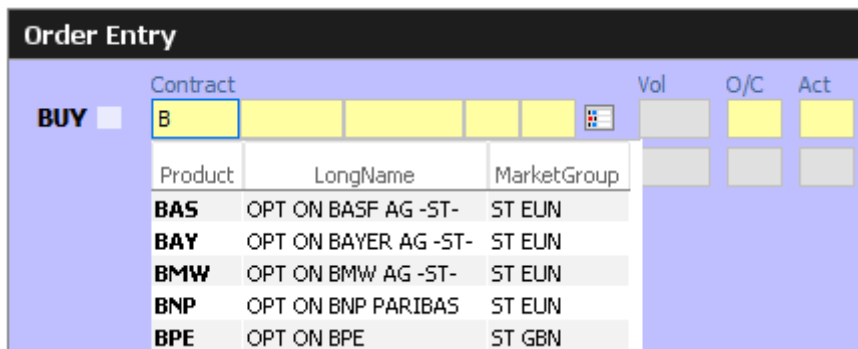 Order Entry
Contract Vol O/C Act
BUY B
Product LongName MarketGroup
BAS OPT ON BASF AG -ST- ST EUN
BAY OPT ON BAYER AG -ST- ST EUN
BMW OPT ON BMW AG -ST- ST EUN
BNP OPT ON BNP PARIBAS ST EUN
BPE OPT ON BPE ST GBN